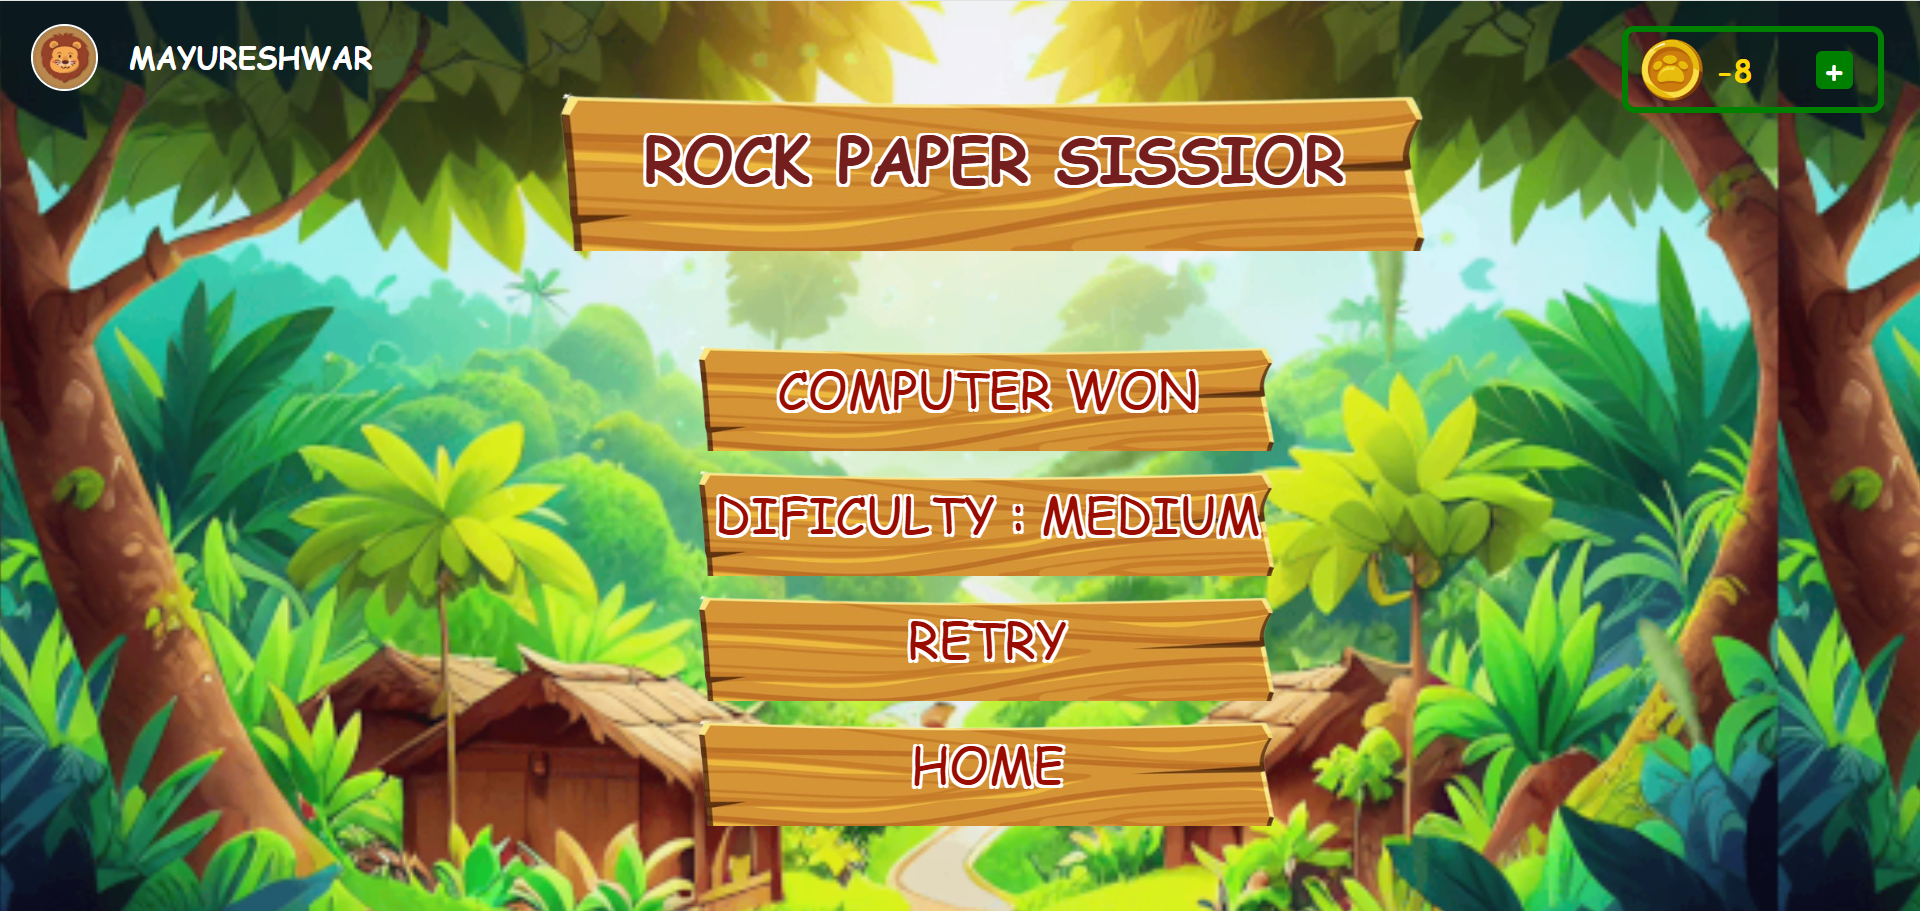 MAYURESHWAR
-8
+
ROCK PAPER SISSIOR
COMPUTER WON
DIFICULTY : MEDIUM
RETRY
HOME